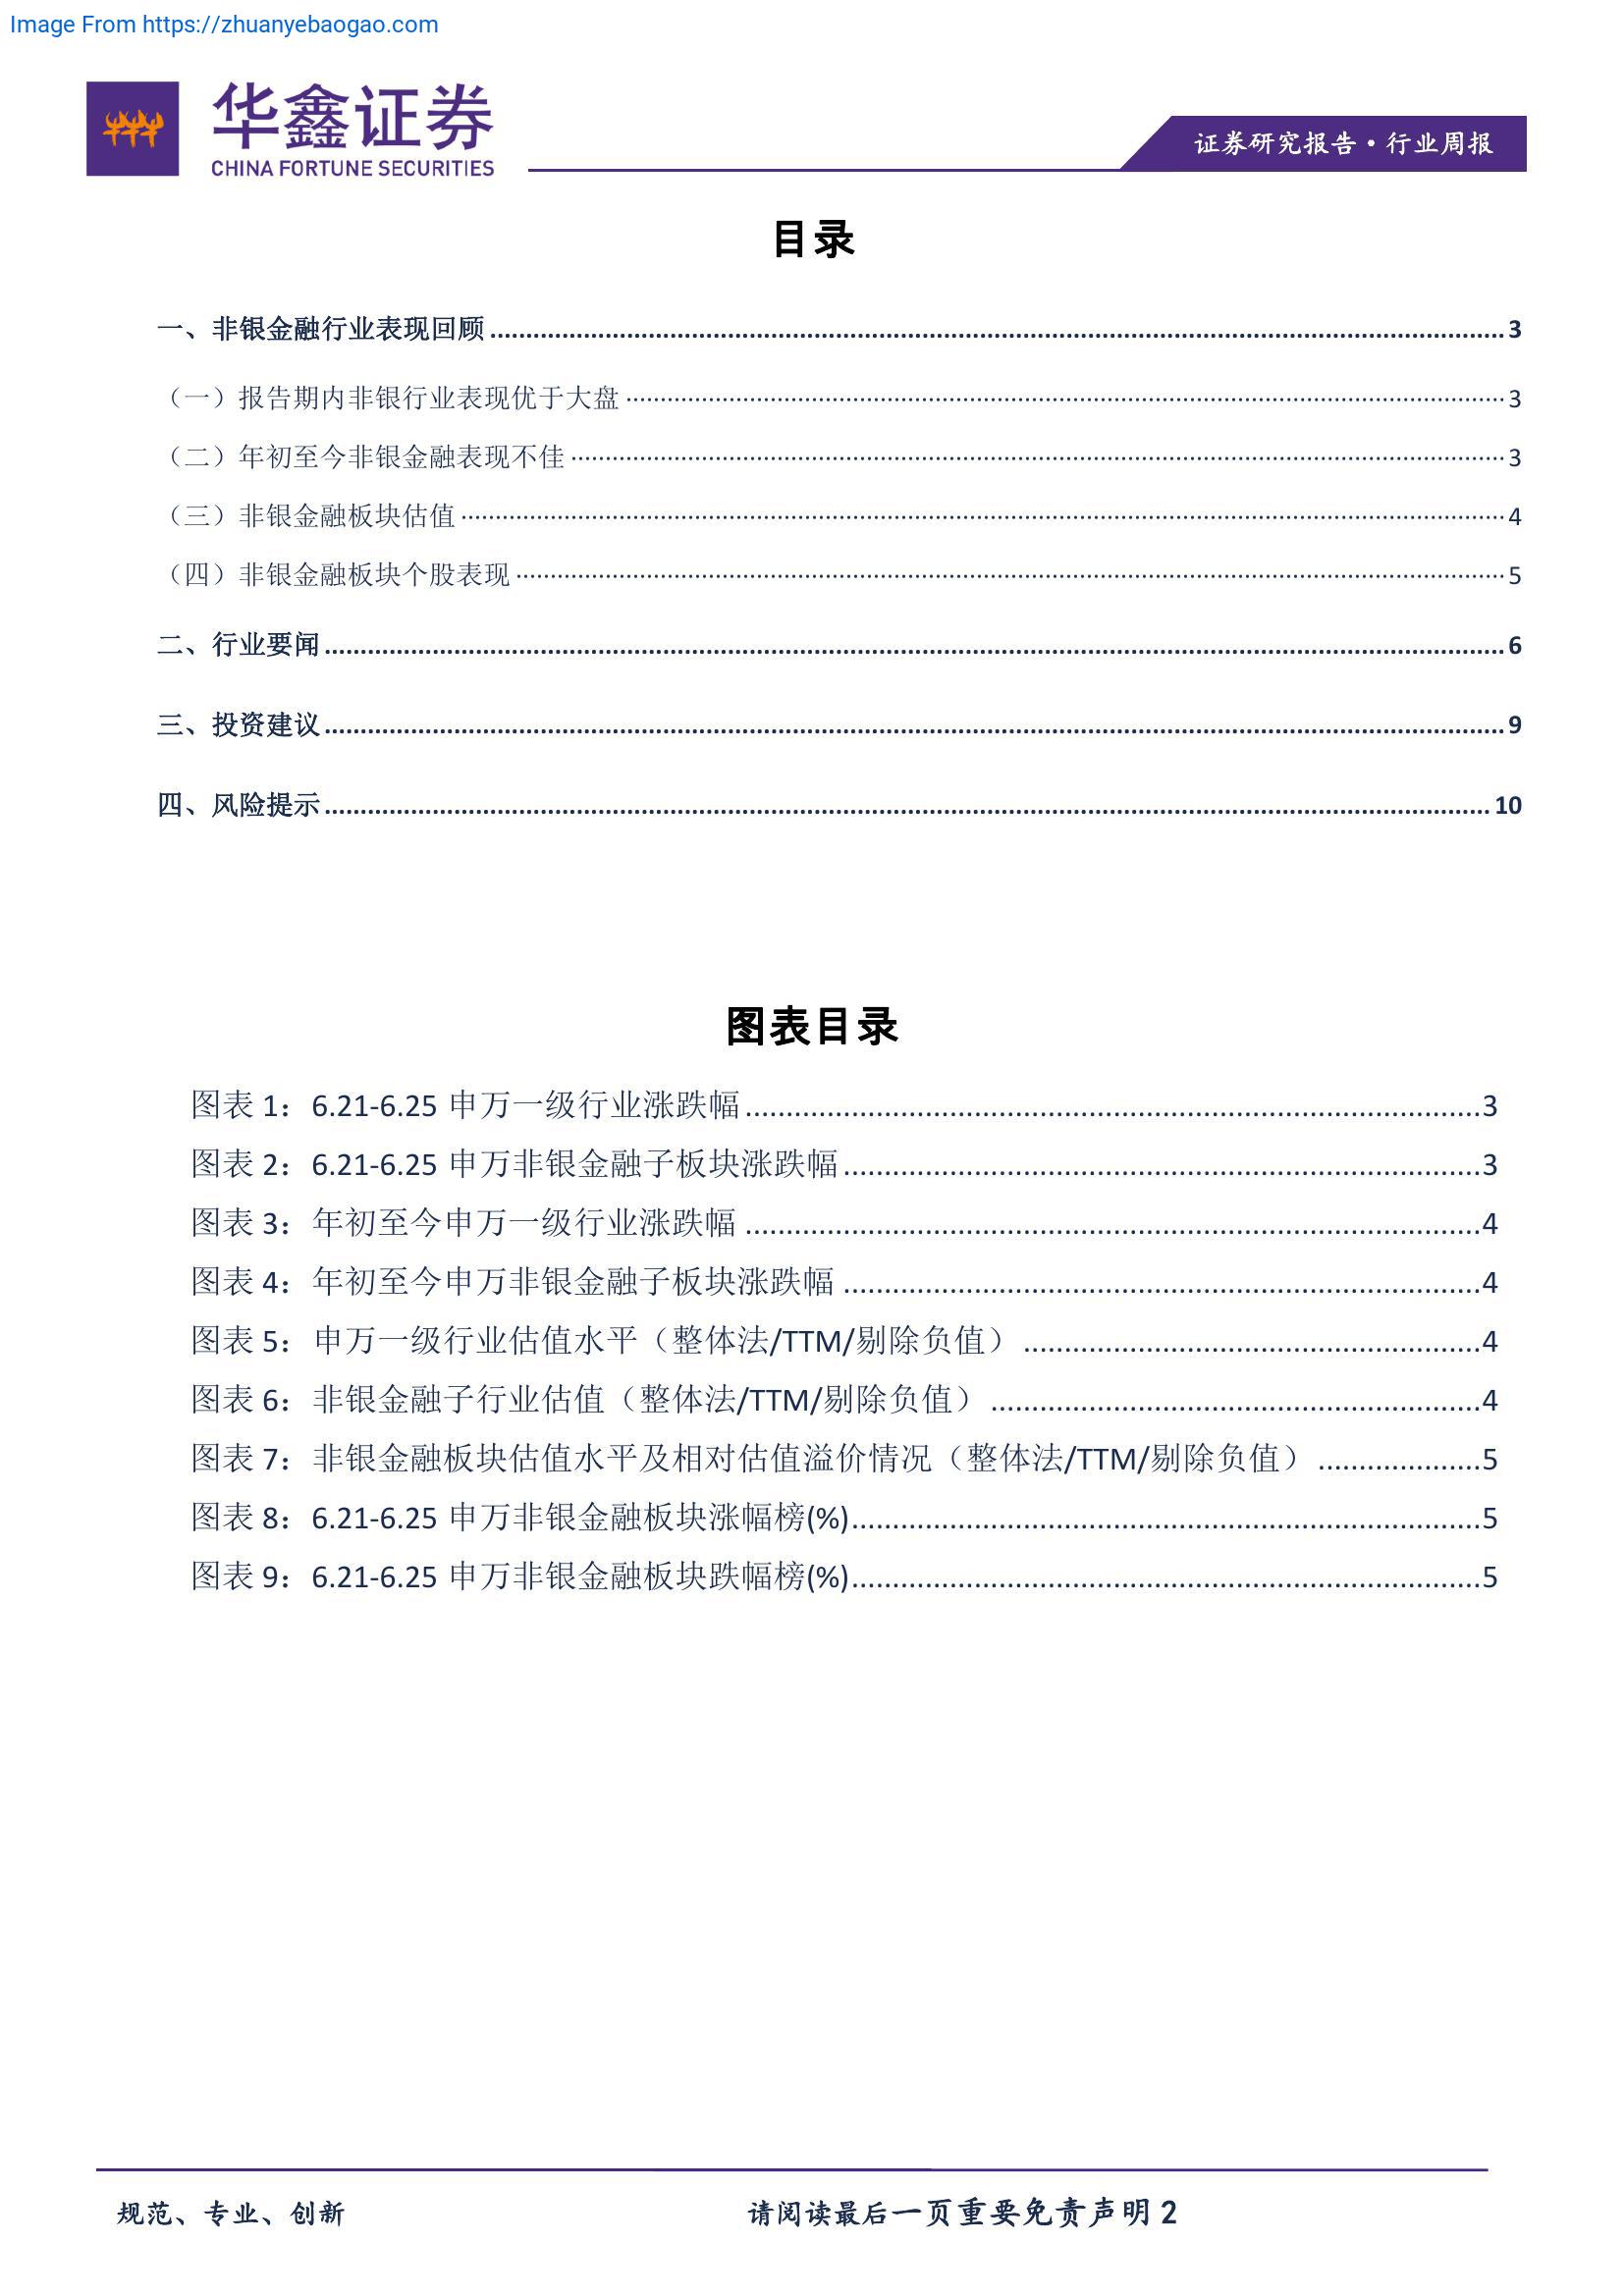 Image From https://zhuanyebaogao.com
华鑫证券
CHINA FORTUNE SECURITIES
证券研究报告·行业周报
目录
一、非银金融行业表现回顾 3
（一）报告期内非银行业表现优于大盘 3
（二）年初至今非银金融表现不佳 3
（三）非银金融板块估值 4
（四）非银金融板块个股表现 5
二、行业要闻 6
三、投资建议 9
四、风险提示 10
图表目录
图表 1：6.21-6.25 申万一级行业涨跌幅 3
图表 2：6.21-6.25 申万非银金融子板块涨跌幅 3
图表 3：年初至今申万一级行业涨跌幅 4
图表 4：年初至今申万非银金融子板块涨跌幅 4
图表 5：申万一级行业估值水平（整体法/TTM/剔除负值） 4
图表 6：非银金融子行业估值（整体法/TTM/剔除负值） 4
图表 7：非银金融板块估值水平及相对估值溢价情况（整体法/TTM/剔除负值） 5
图表 8：6.21-6.25 申万非银金融板块涨幅榜(%) 5
图表 9：6.21-6.25 申万非银金融板块跌幅榜(%) 5
规范、专业、创新
请阅读最后一页重要免责声明 2